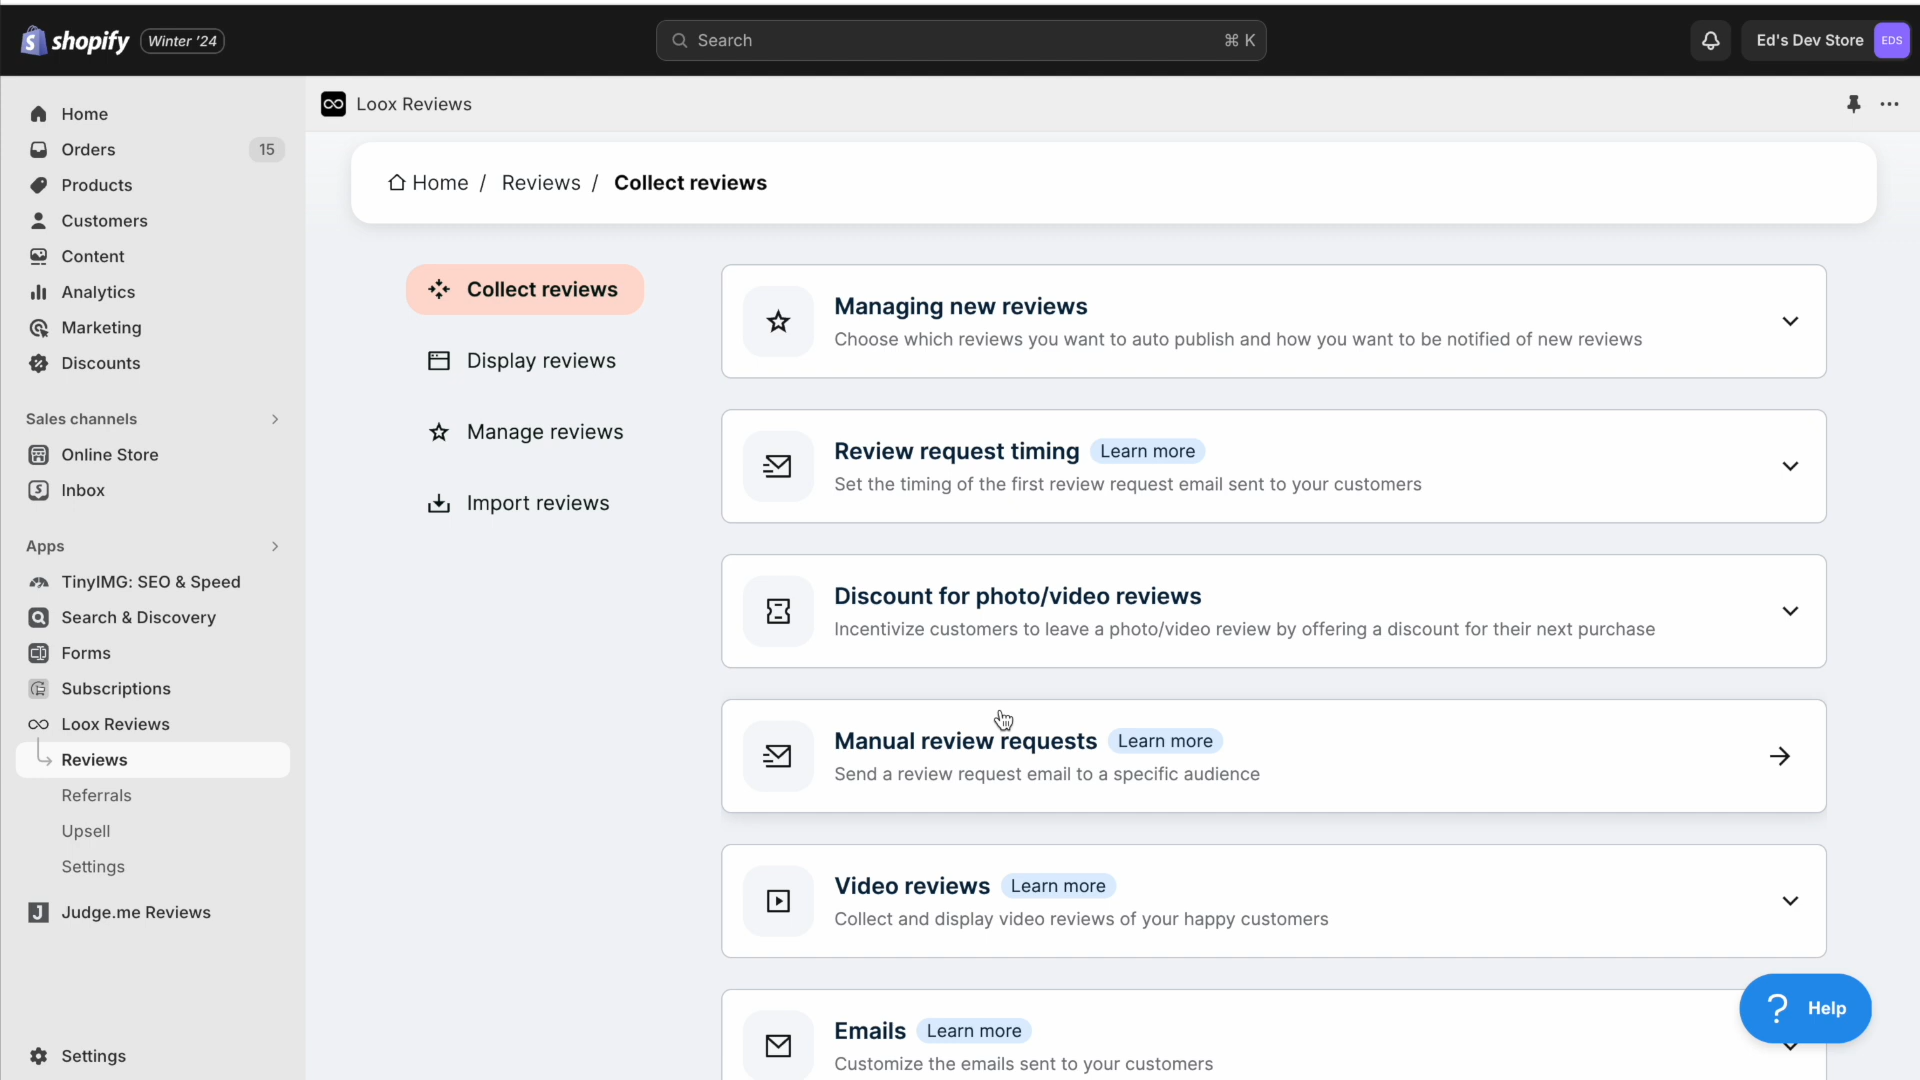 shopify Winter '24
Search ⌘ K
Ed's Dev Store EDS
Home
Orders 15
Products
Customers
Content
Analytics
Marketing
Discounts
Sales channels
Online Store
Inbox
Apps
TinyIMG: SEO & Speed
Search & Discovery
Forms
Subscriptions
Loox Reviews
Reviews
Referrals
Upsell
Settings
Judge.me Reviews
Settings
Loox Reviews
Home / Reviews / Collect reviews
Collect reviews
Display reviews
Manage reviews
Import reviews
Managing new reviews
Choose which reviews you want to auto publish and how you want to be notified of new reviews
Review request timing Learn more
Set the timing of the first review request email sent to your customers
Discount for photo/video reviews
Incentivize customers to leave a photo/video review by offering a discount for their next purchase
Manual review requests Learn more
Send a review request email to a specific audience
Video reviews Learn more
Collect and display video reviews of your happy customers
Emails Learn more
Customize the emails sent to your customers
? Help